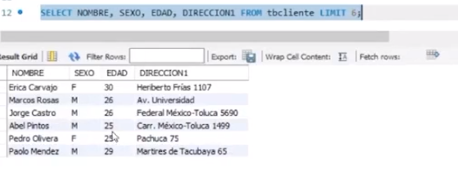 12 SELECT NOMBRE, SEXO, EDAD, DIRECCION1 FROM tbcliente LIMIT 6;
Result Grid Filter Rows: Export: Wrap Cell Content: Fetch rows:
NOMBRE SEXO EDAD DIRECCION1
Erica Carvajo F 30 Heriberto Frías 1107
Marcos Rosas M 26 Av. Universidad
Jorge Castro M 26 Federal México-Toluca 5690
Abel Pintos M 25 Carr. México-Toluca 1499
Pedro Olivera F 25 Pachuca 75
Paolo Mendez M 29 Martires de Tacubaya 65